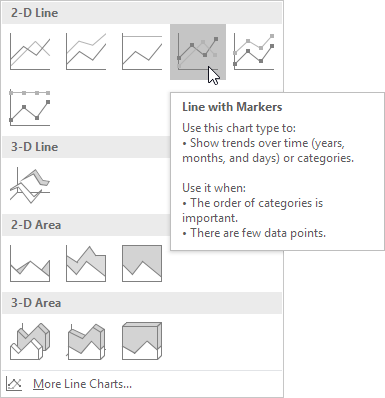 2-D Line
Line with Markers
Use this chart type to:
• Show trends over time (years,
months, and days) or categories.
Use it when:
• The order of categories is
important.
• There are few data points.
3-D Line
2-D Area
3-D Area
More Line Charts...